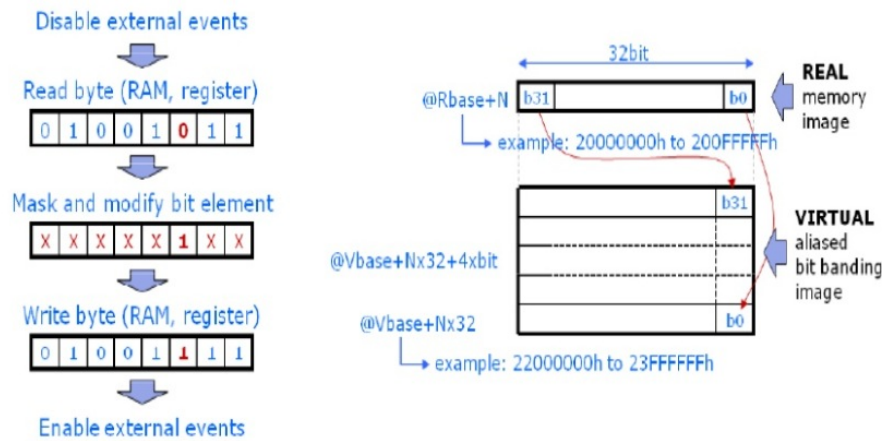 Disable external events
Read byte (RAM, register)
0 1 0 0 1 0 1 1
Mask and modify bit element
X X X X X 1 X X
Write byte (RAM, register)
0 1 0 0 1 1 1 1
Enable external events
32bit
@Rbase+N
b31
b0
REAL
memory
image
example: 20000000h to 200FFFFFh
b31
VIRTUAL
aliased
bit banding
image
@Vbase+Nx32+4xbit
@Vbase+Nx32
b0
example: 22000000h to 23FFFFFFh